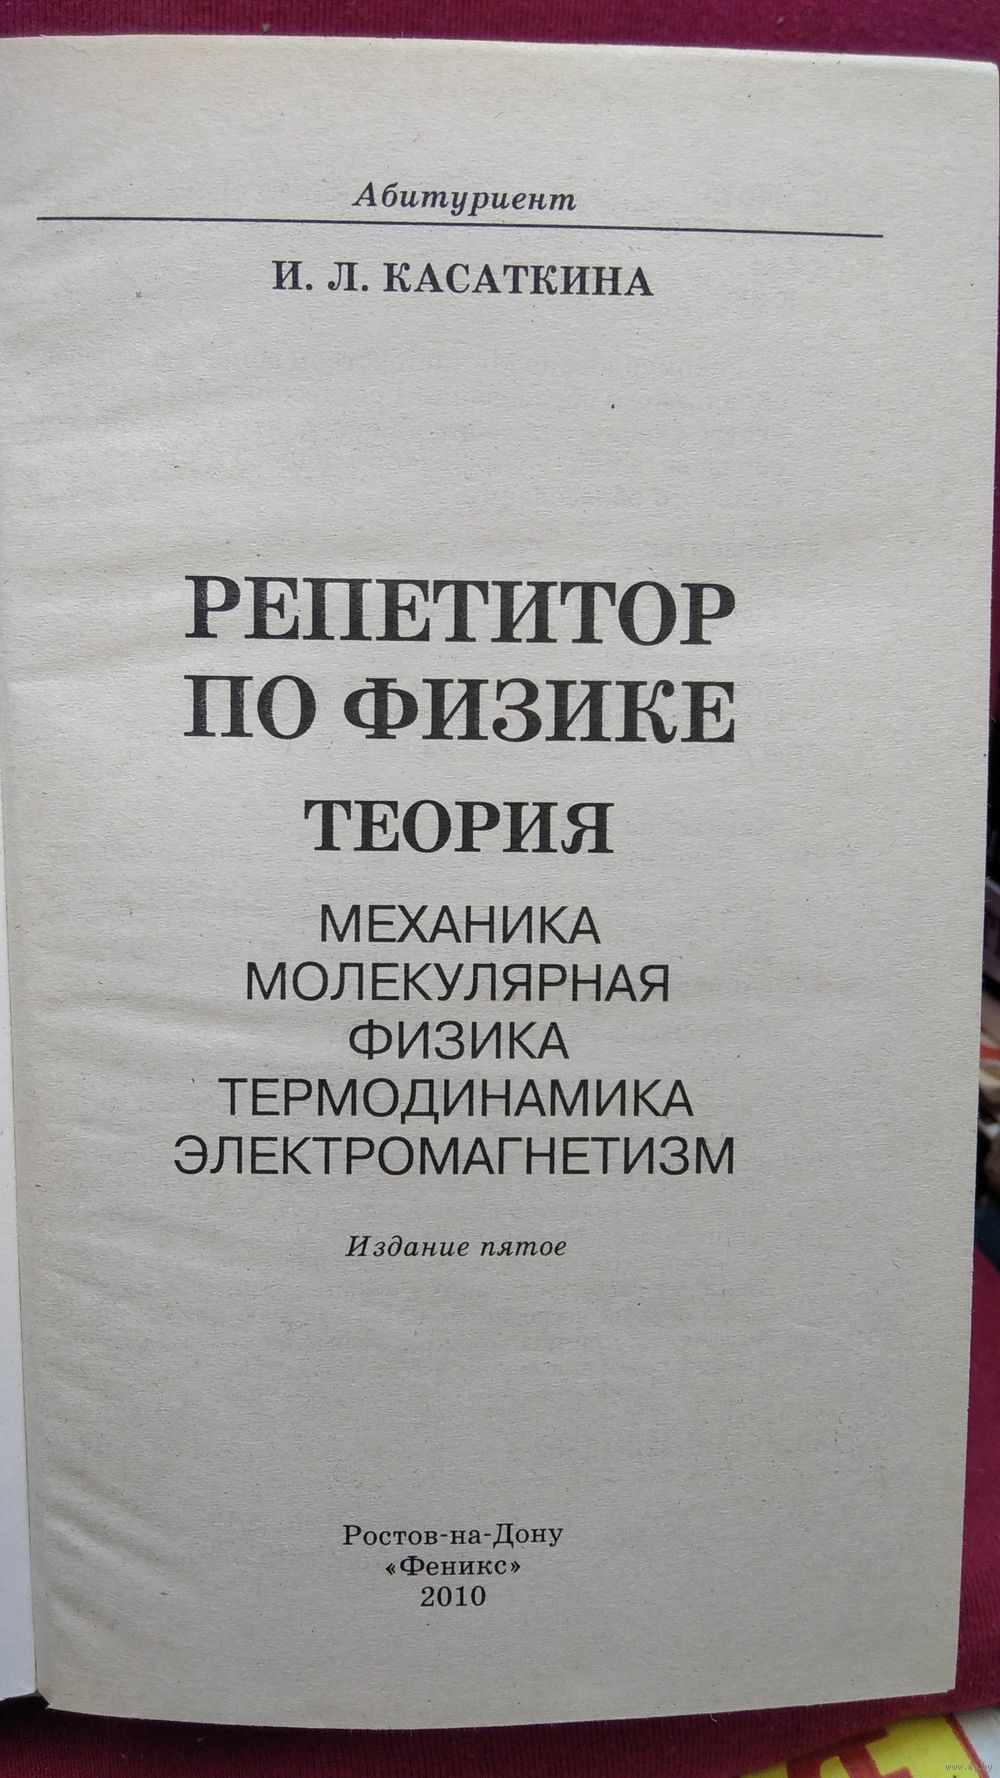 Абитуриент
И. Л. КАСАТКИНА
РЕПЕТИТОР
ПО ФИЗИКЕ
ТЕОРИЯ
МЕХАНИКА
МОЛЕКУЛЯРНАЯ
ФИЗИКА
ТЕРМОДИНАМИКА
ЭЛЕКТРОМАГНЕТИЗМ
Издание пятое
Ростов-на-Дону
«Феникс»
2010